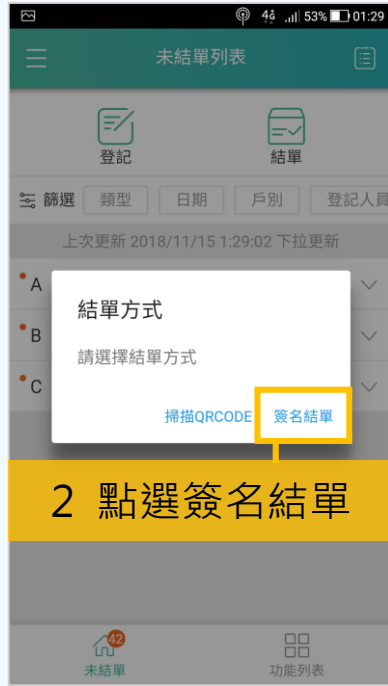 4G 53% 01:29
未結單列表
登記 結單
篩選 類型 日期 戶別 登記人員
上次更新 2018/11/15 1:29:02 下拉更新
A
B
C
結單方式
請選擇結單方式
掃描QRCODE 簽名結單
2 點選簽名結單
42
未結單 功能列表